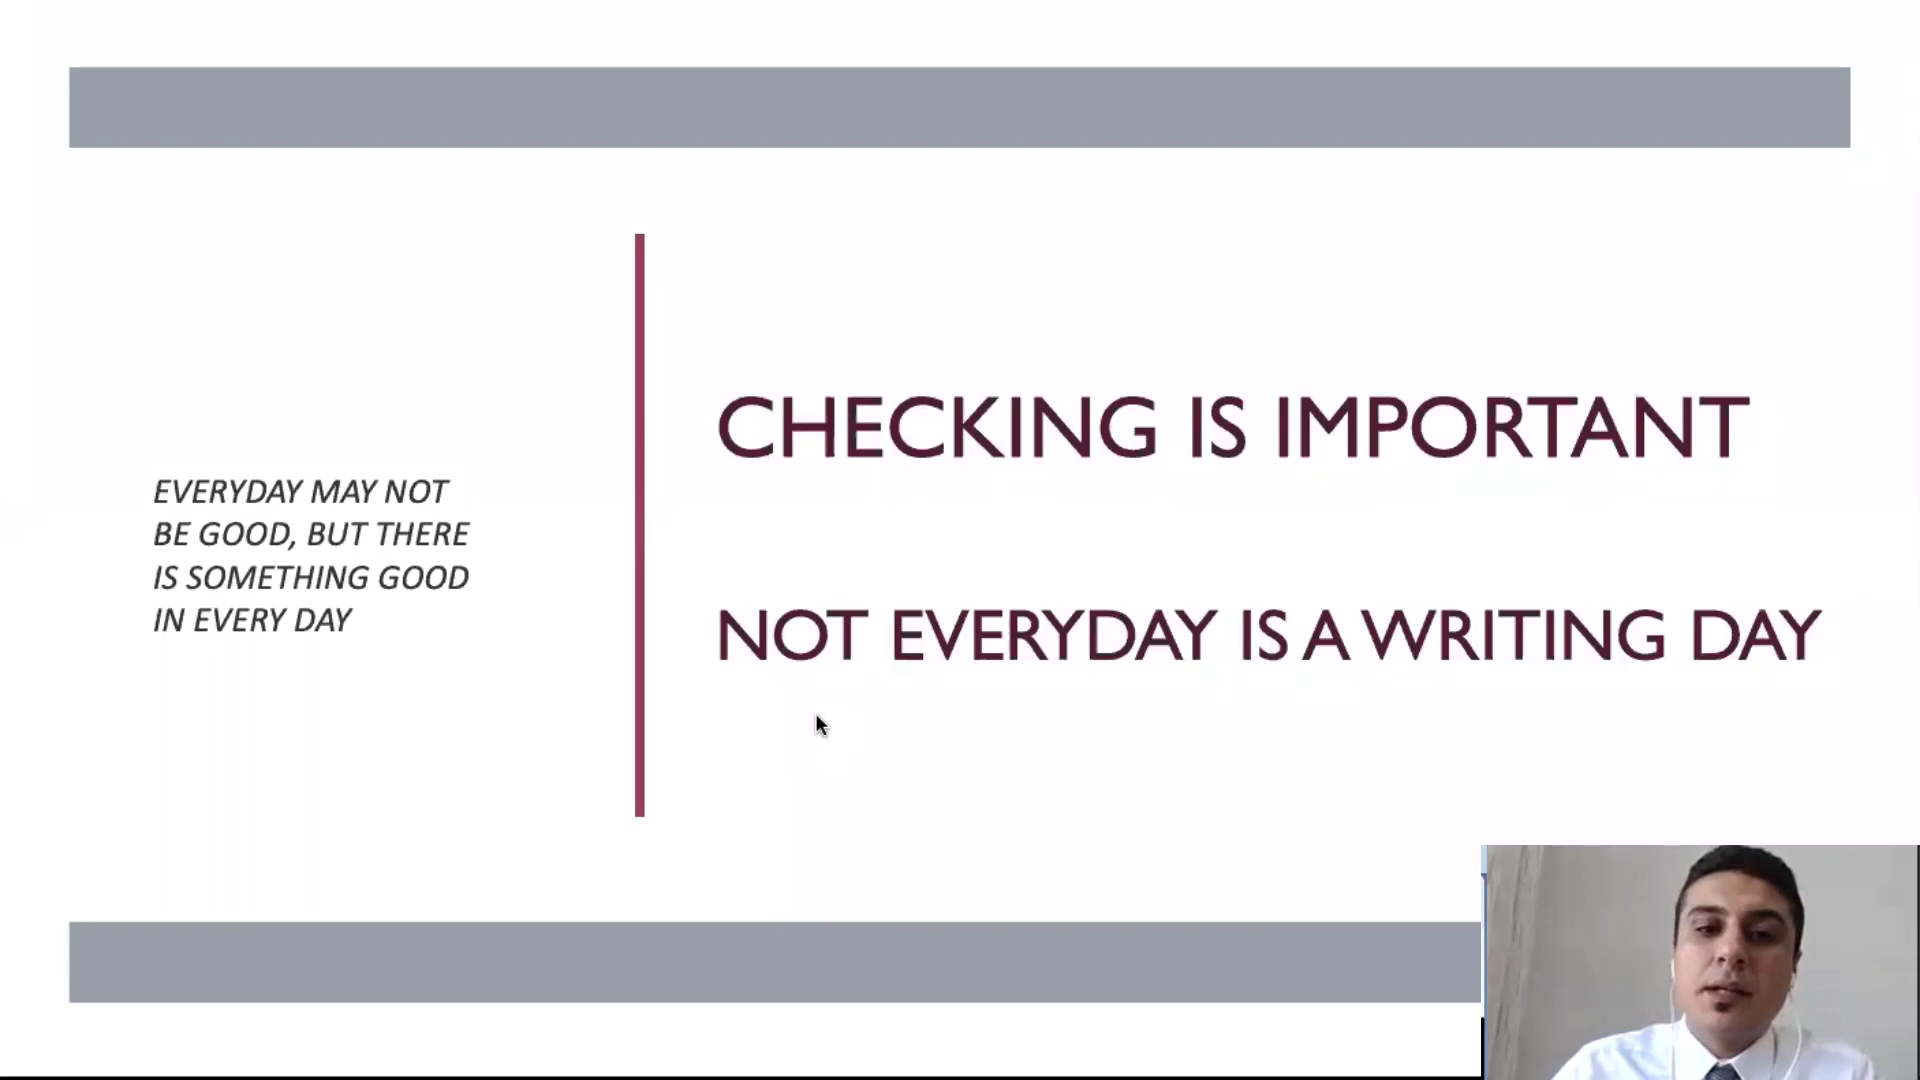 EVERYDAY MAY NOT
BE GOOD, BUT THERE
IS SOMETHING GOOD
IN EVERY DAY
CHECKING IS IMPORTANT
NOT EVERYDAY IS A WRITING DAY